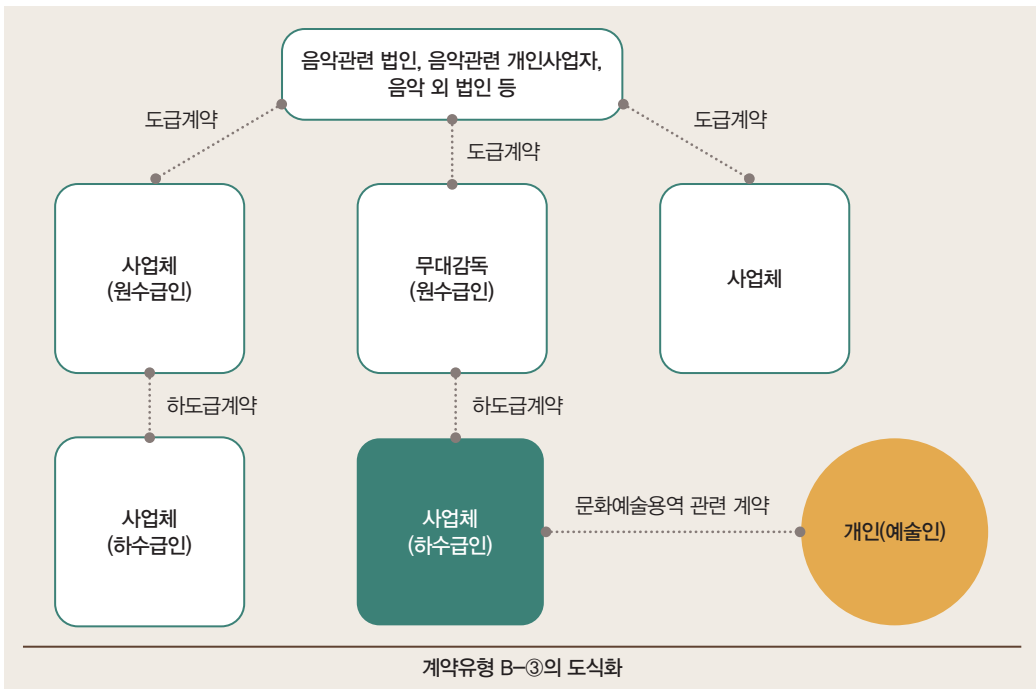 음악관련 법인, 음악관련 개인사업자,
음악 외 법인 등
도급계약
도급계약
도급계약
사업체
(원수급인)
무대감독
(원수급인)
사업체
하도급계약
하도급계약
사업체
(하수급인)
사업체
(하수급인)
문화예술용역 관련 계약
개인(예술인)
계약유형 B-③의 도식화